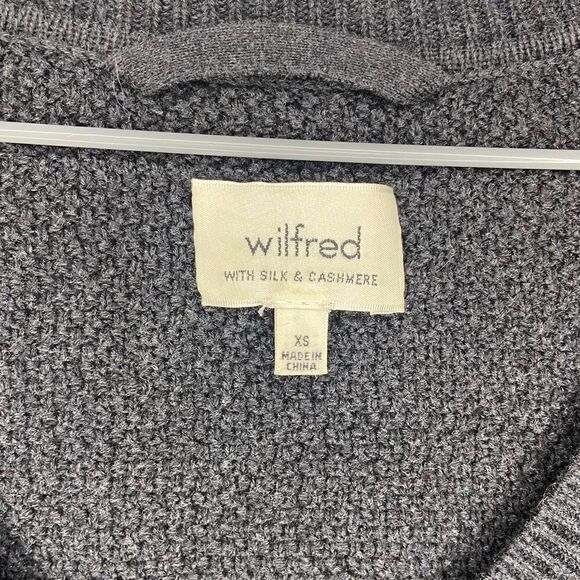 wilfred
WITH SILK & CASHMERE
XS
MADE IN
CHINA